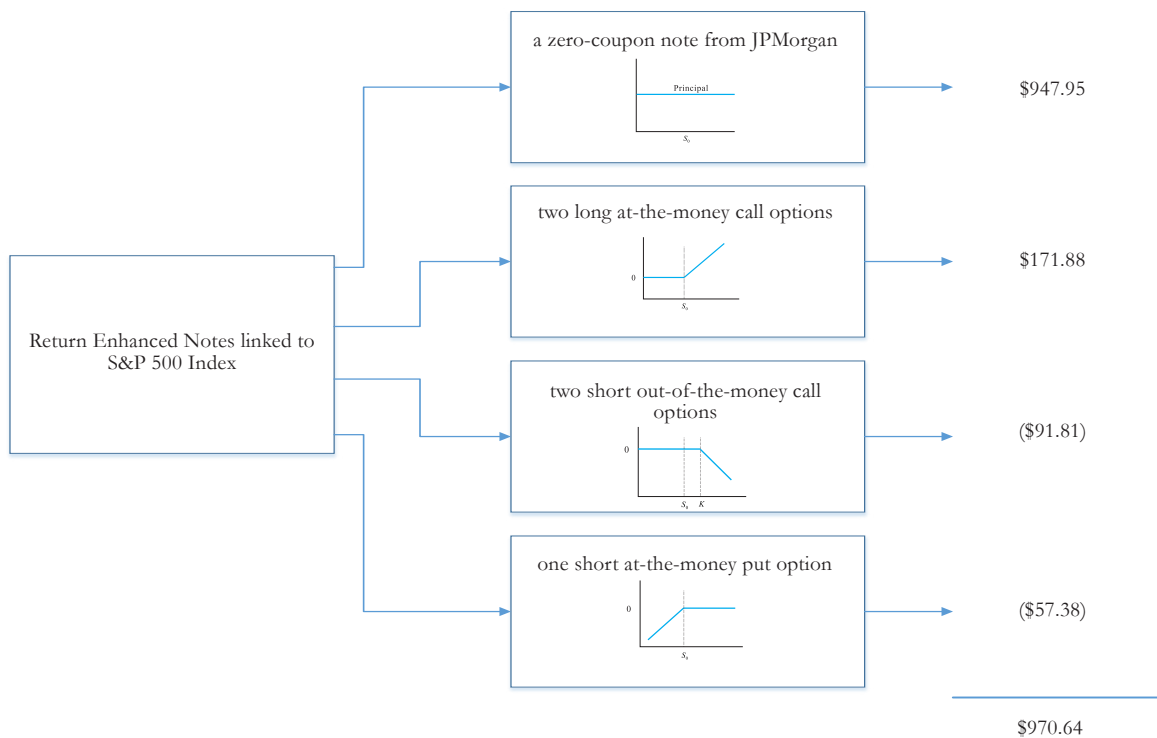 a zero-coupon note from JPMorgan
Principal
S₀
$947.95
two long at-the-money call options
0
S₀
$171.88
Return Enhanced Notes linked to
S&P 500 Index
two short out-of-the-money call
options
0
S₀ K
($91.81)
one short at-the-money put option
0
S₀
($57.38)
$970.64